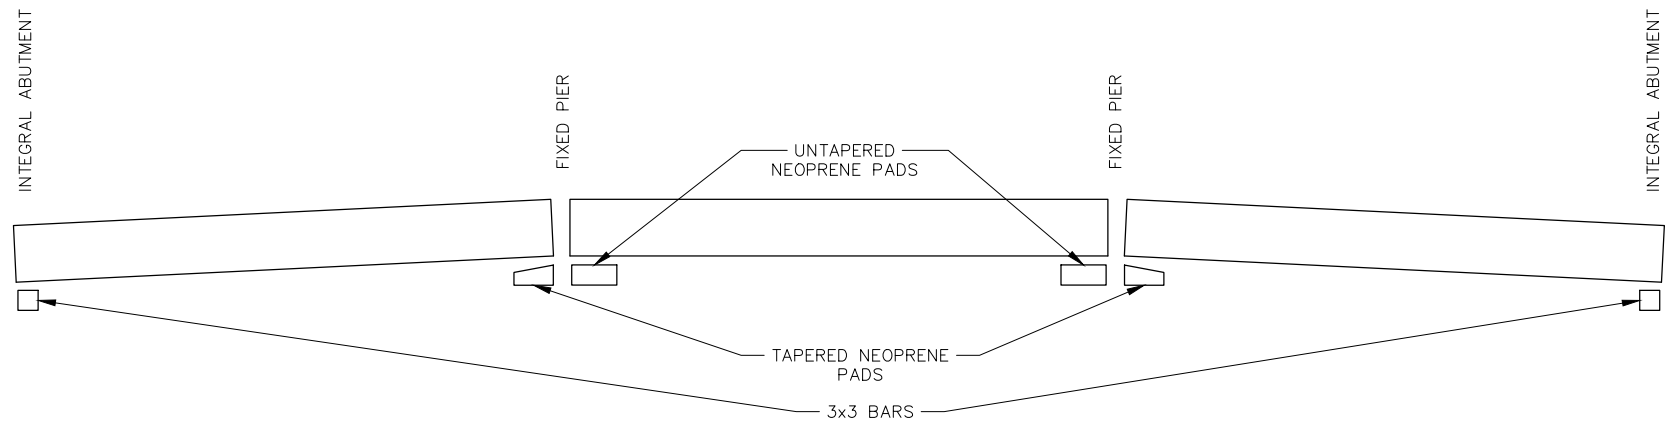 INTEGRAL ABUTMENT
FIXED PIER
FIXED PIER
INTEGRAL ABUTMENT
UNTAPERED
NEOPRENE PADS
TAPERED NEOPRENE
PADS
3x3 BARS